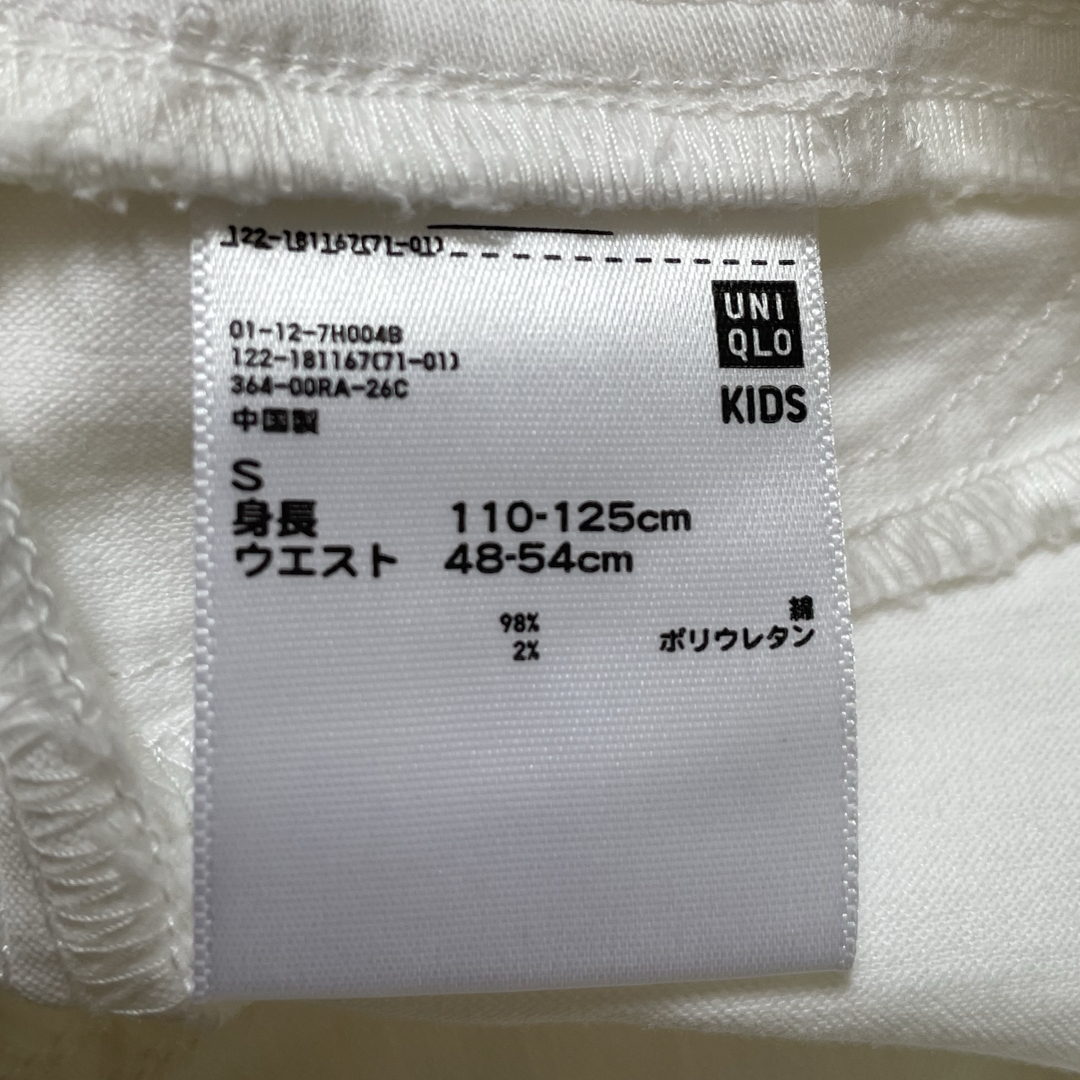 122-181167(71-01)
UNI
QLO
KIDS
01-12-7H004B
122-181167(71-01)
364-00RA-26C
中国製
S
身長 110-125cm
ウエスト 48-54cm
98% 綿
2% ポリウレタン